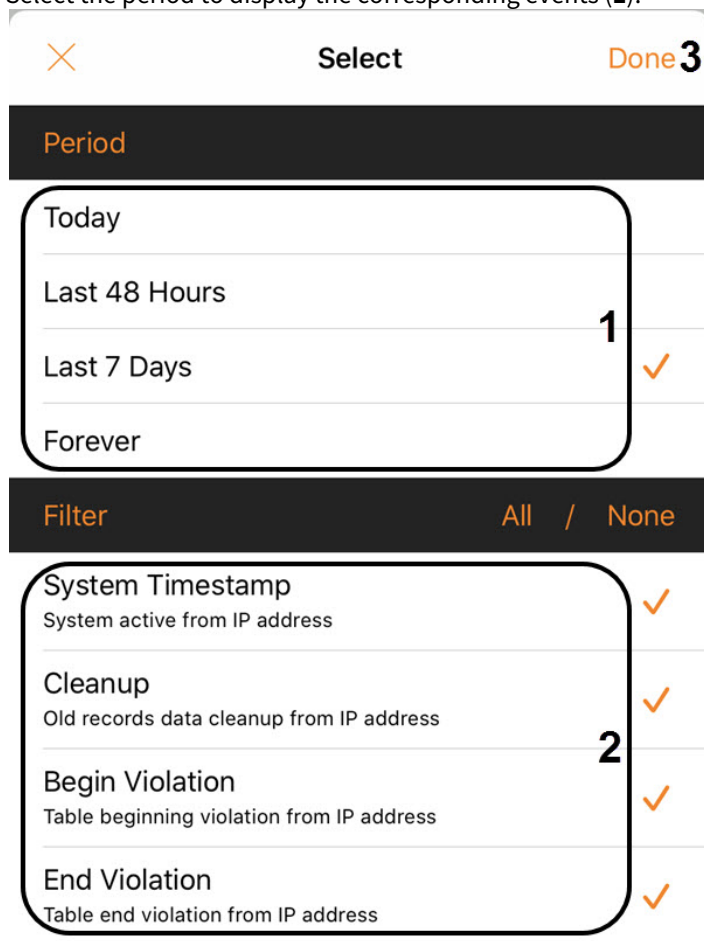 Select the period to display the corresponding events (1).
Select Done 3
Period
Today
Last 48 Hours
1
Last 7 Days
Forever
Filter All / None
System Timestamp
System active from IP address
Cleanup
Old records data cleanup from IP address
2
Begin Violation
Table beginning violation from IP address
End Violation
Table end violation from IP address